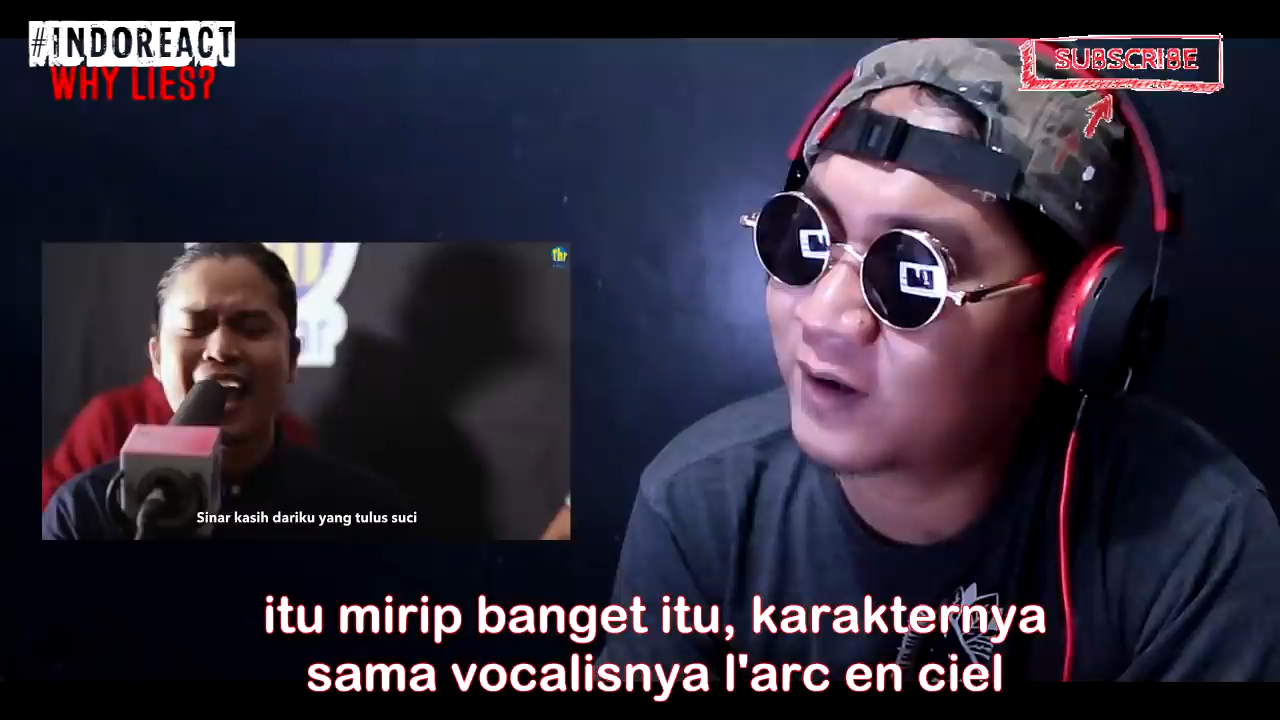 #INDOREACT
WHY LIES?
SUBSCRIBE
thr
Sinar kasih dariku yang tulus suci
itu mirip banget itu, karakternya
sama vocalisnya l'arc en ciel